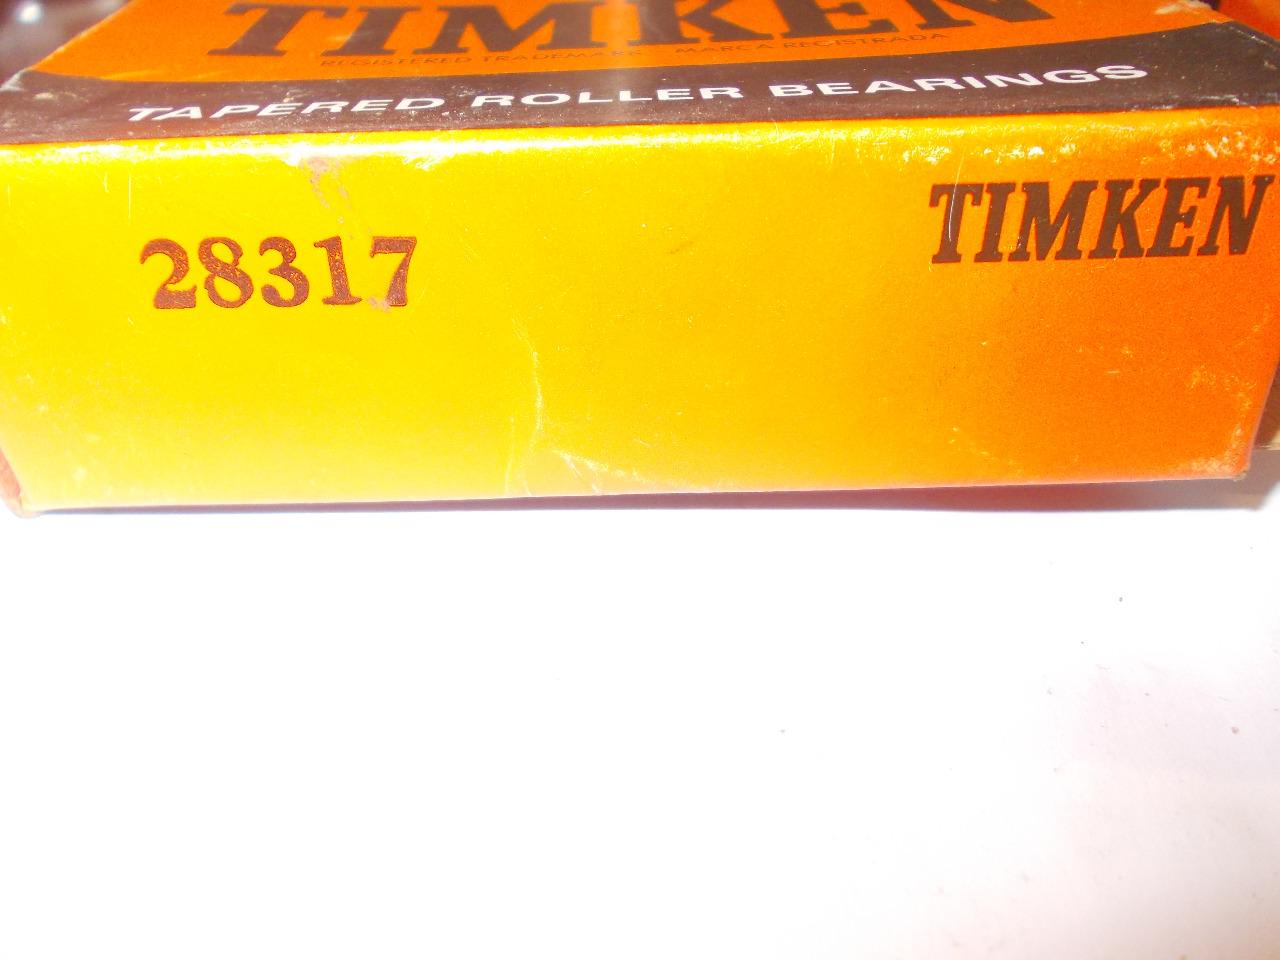 TIMKEN
REGISTERED TRADEMARK MARCA REGISTRADA
TAPERED ROLLER BEARINGS
TIMKEN
28317